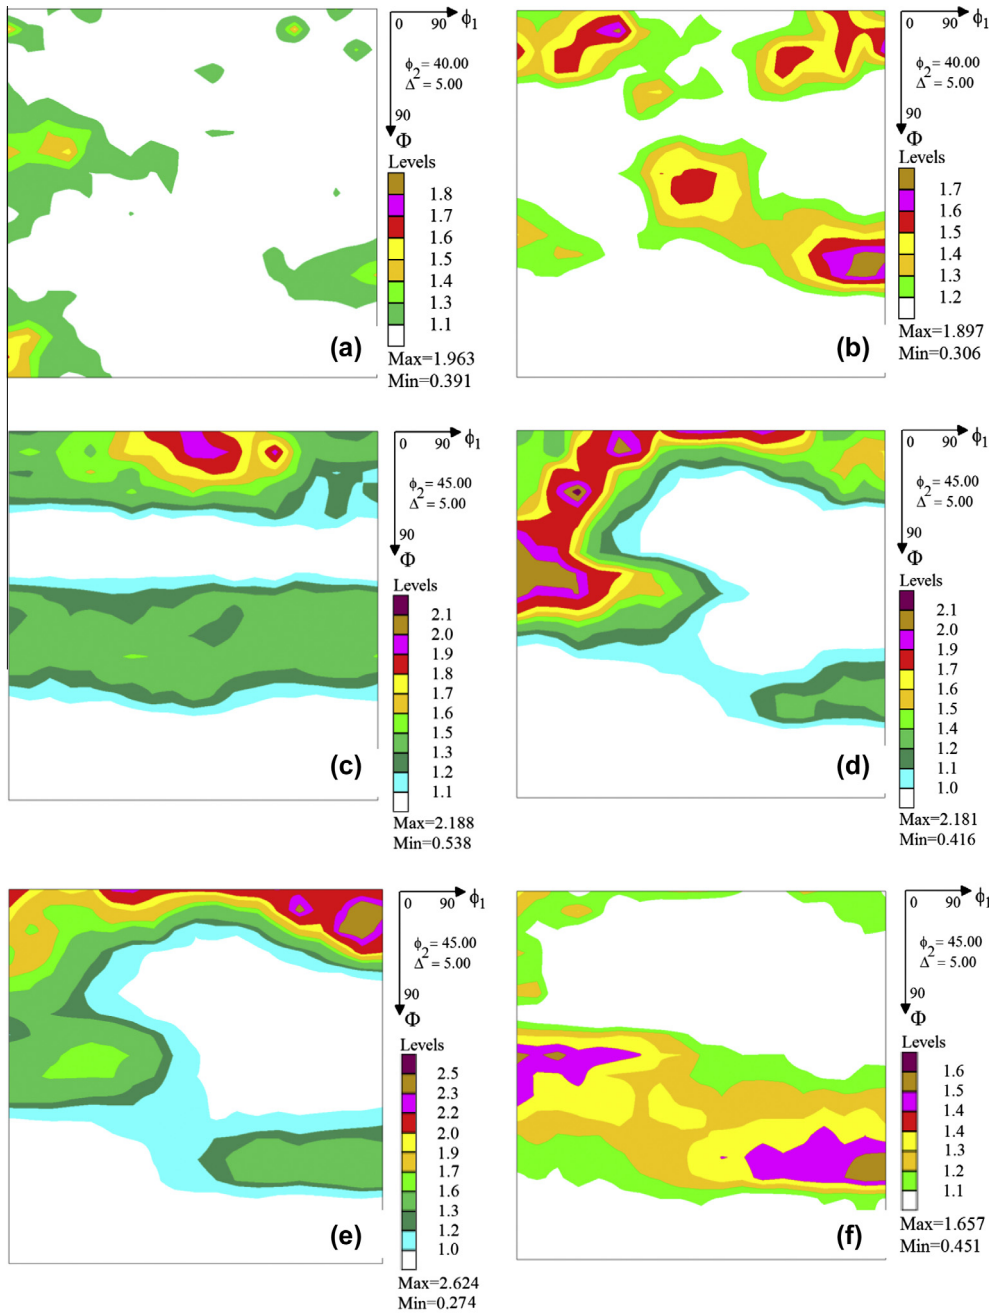 0 90 ϕ1
ϕ2 = 40.00
Δ = 5.00
90
Φ
Levels
1.8
1.7
1.6
1.5
1.4
1.3
1.1
Max=1.963
Min=0.391
(a)
0 90 ϕ1
ϕ2 = 40.00
Δ = 5.00
90
Φ
Levels
1.7
1.6
1.5
1.4
1.3
1.2
Max=1.897
Min=0.306
(b)
0 90 ϕ1
ϕ2 = 45.00
Δ = 5.00
90
Φ
Levels
2.1
2.0
1.9
1.8
1.7
1.6
1.5
1.3
1.2
1.1
Max=2.188
Min=0.538
(c)
0 90 ϕ1
ϕ2 = 45.00
Δ = 5.00
90
Φ
Levels
2.1
2.0
1.9
1.7
1.6
1.5
1.4
1.2
1.1
1.0
Max=2.181
Min=0.416
(d)
0 90 ϕ1
ϕ2 = 45.00
Δ = 5.00
90
Φ
Levels
2.5
2.3
2.2
2.0
1.9
1.7
1.6
1.3
1.2
1.0
Max=2.624
Min=0.274
(e)
0 90 ϕ1
ϕ2 = 45.00
Δ = 5.00
90
Φ
Levels
1.6
1.5
1.4
1.4
1.3
1.2
1.1
Max=1.657
Min=0.451
(f)